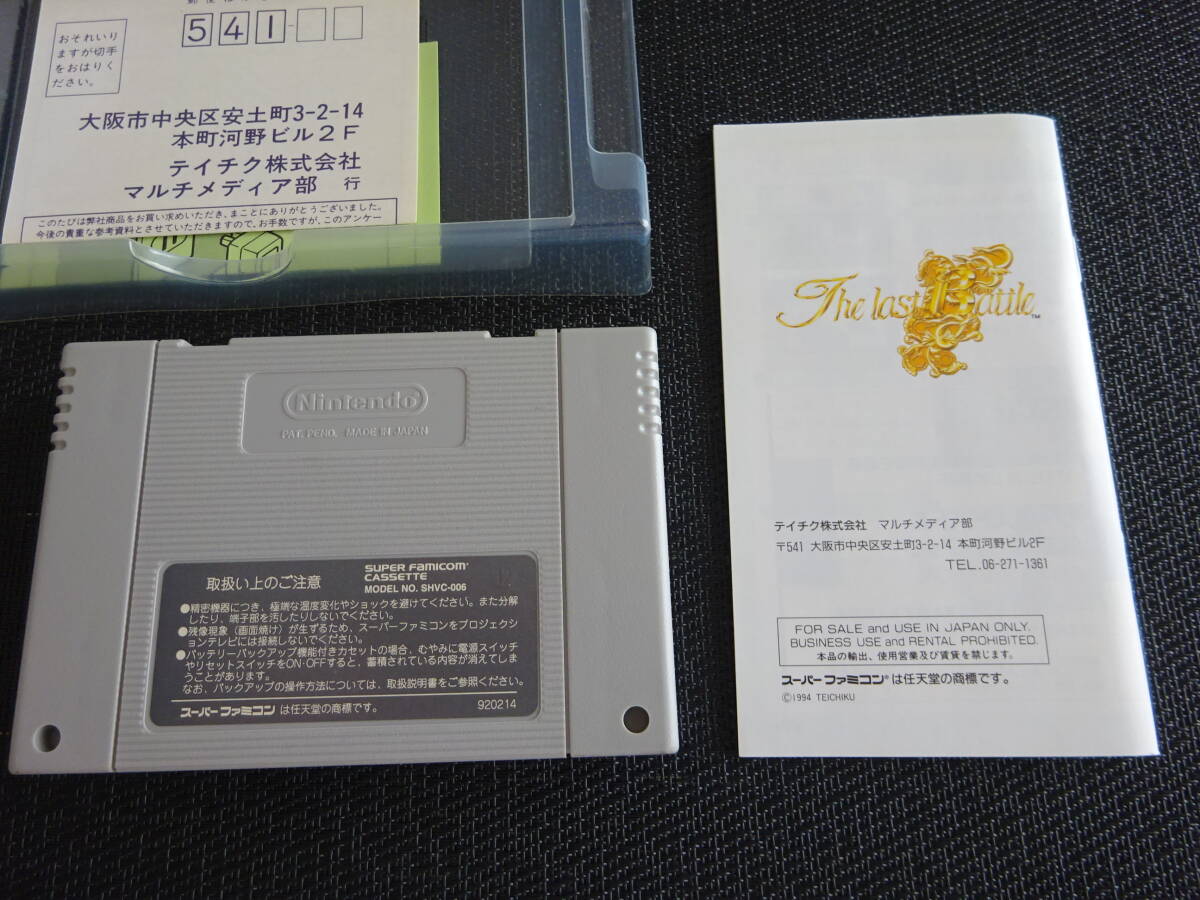 おそれいり
ますが切手
をおはりく
ださい。
541
大阪市中央区安土町3-2-14
本町河野ビル2F
テイチク株式会社
マルチメディア部 行
このたびは弊社商品をお買い求めいただき、まことにありがとうございました。
今後の貴重な参考資料とさせていただきますので、お手数ですが、このアンケー
Nintendo
PAT. PEND. MADE IN JAPAN
取扱い上のご注意
SUPER FAMICOM
CASSETTE
MODEL NO. SHVC-006
●精密機器につき、極端な温度変化やショックを避けてください。また分解
したり、端子部を汚したりしないでください。
●残像現象(画面焼け)が生ずるため、スーパーファミコンをプロジェクシ
ョンテレビには接続しないでください。
●バッテリーバックアップ機能付きカセットの場合、むやみに電源スイッチ
やリセットスイッチをON・OFFすると、蓄積されている内容が消えてしま
うことがあります。
なお、バックアップの操作方法については、取扱説明書をご参照ください。
スーパーファミコンは任天堂の商標です。 920214
The last Battle™
テイチク株式会社 マルチメディア部
〒541 大阪市中央区安土町3-2-14 本町河野ビル2F
TEL.06-271-1361
FOR SALE and USE IN JAPAN ONLY.
BUSINESS USE and RENTAL PROHIBITED.
本品の輸出、使用営業及び賃貸を禁じます。
スーパーファミコン®は任天堂の商標です。
©1994 TEICHIKU